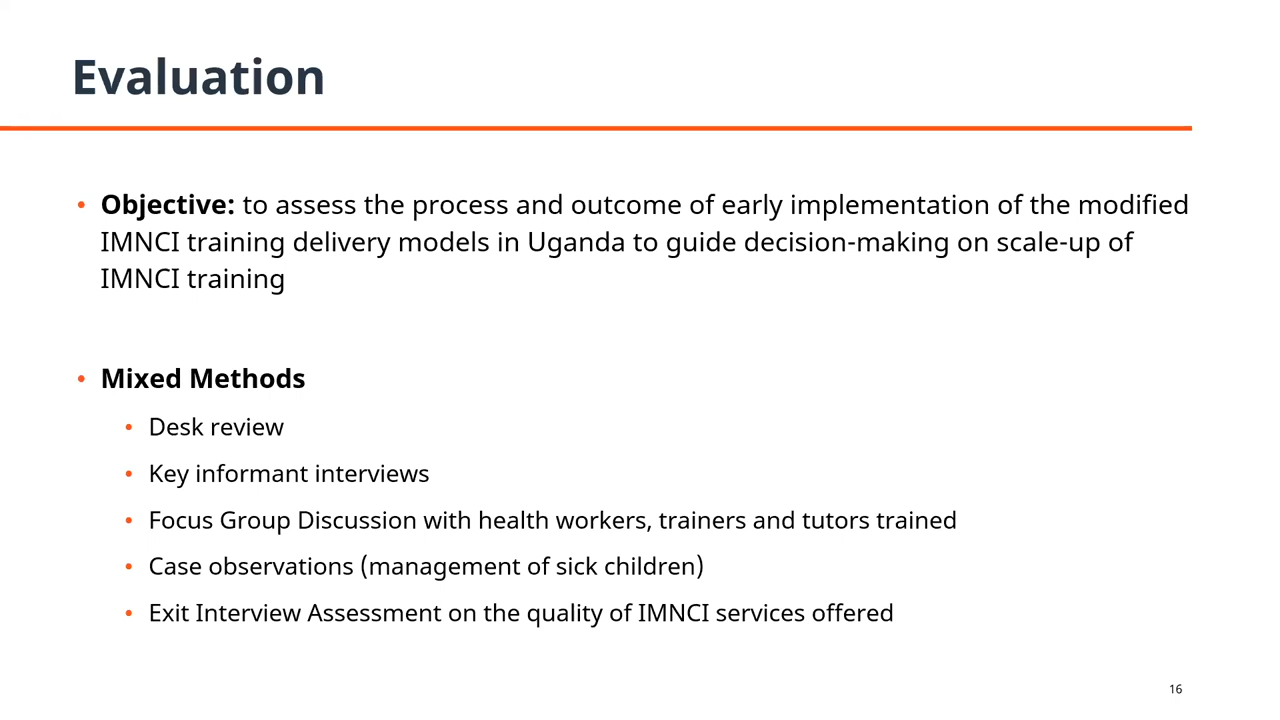 Evaluation
• Objective: to assess the process and outcome of early implementation of the modified
IMNCI training delivery models in Uganda to guide decision-making on scale-up of
IMNCI training
• Mixed Methods
• Desk review
• Key informant interviews
• Focus Group Discussion with health workers, trainers and tutors trained
• Case observations (management of sick children)
• Exit Interview Assessment on the quality of IMNCI services offered
16